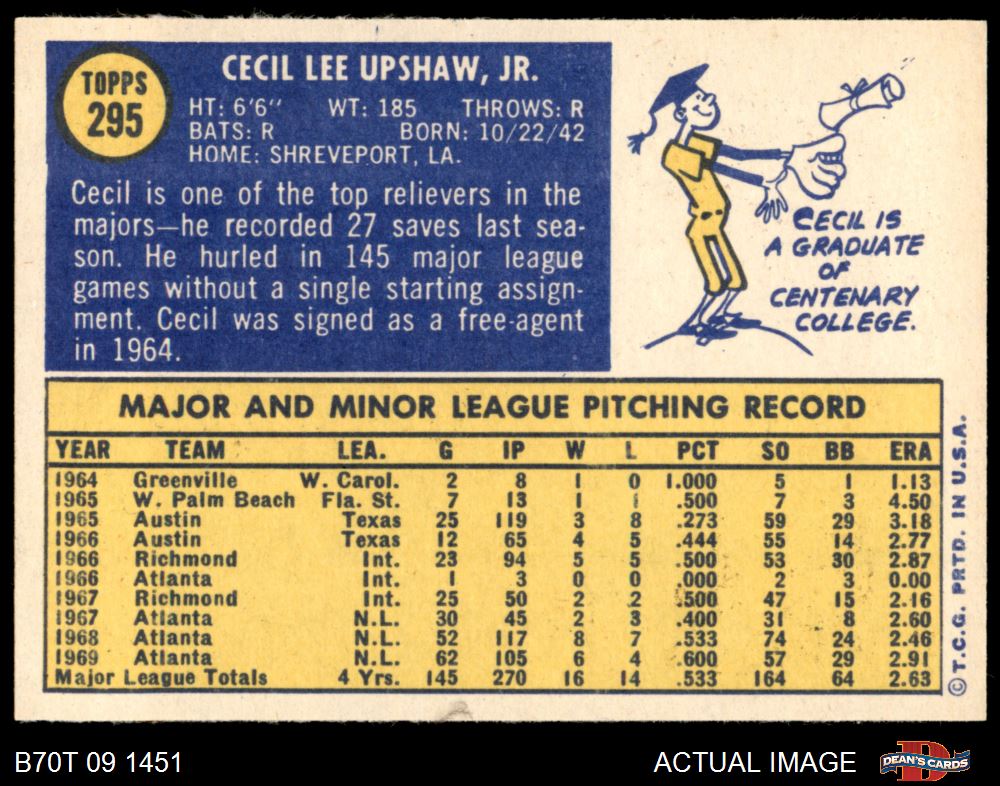 TOPPS
295
CECIL LEE UPSHAW, JR.
HT: 6'6" WT: 185 THROWS: R
BATS: R BORN: 10/22/42
HOME: SHREVEPORT, LA.
Cecil is one of the top relievers in the
majors—he recorded 27 saves last sea-
son. He hurled in 145 major league
games without a single starting assign-
ment. Cecil was signed as a free-agent
in 1964.
CECIL IS
A GRADUATE
OF
CENTENARY
COLLEGE.
MAJOR AND MINOR LEAGUE PITCHING RECORD
YEAR TEAM LEA. G IP W L PCT SO BB ERA
1964 Greenville W. Carol. 2 8 1 0 1.000 5 1 1.13
1965 W. Palm Beach Fla. St. 7 13 1 1 .500 7 3 4.50
1965 Austin Texas 25 119 3 8 .273 59 29 3.18
1966 Austin Texas 12 65 4 5 .444 55 14 2.77
1966 Richmond Int. 23 94 5 5 .500 53 30 2.87
1966 Atlanta Int. 1 3 0 0 .000 2 3 0.00
1967 Richmond Int. 25 50 2 2 .500 47 15 2.16
1967 Atlanta N.L. 30 45 2 3 .400 31 8 2.60
1968 Atlanta N.L. 52 117 8 7 .533 74 24 2.46
1969 Atlanta N.L. 62 105 6 4 .600 57 29 2.91
Major League Totals 4 Yrs. 145 270 16 14 .533 164 64 2.63
© T.C.G. PRTD. IN U.S.A.
B70T 09 1451
ACTUAL IMAGE
D
DEAN'S CARDS